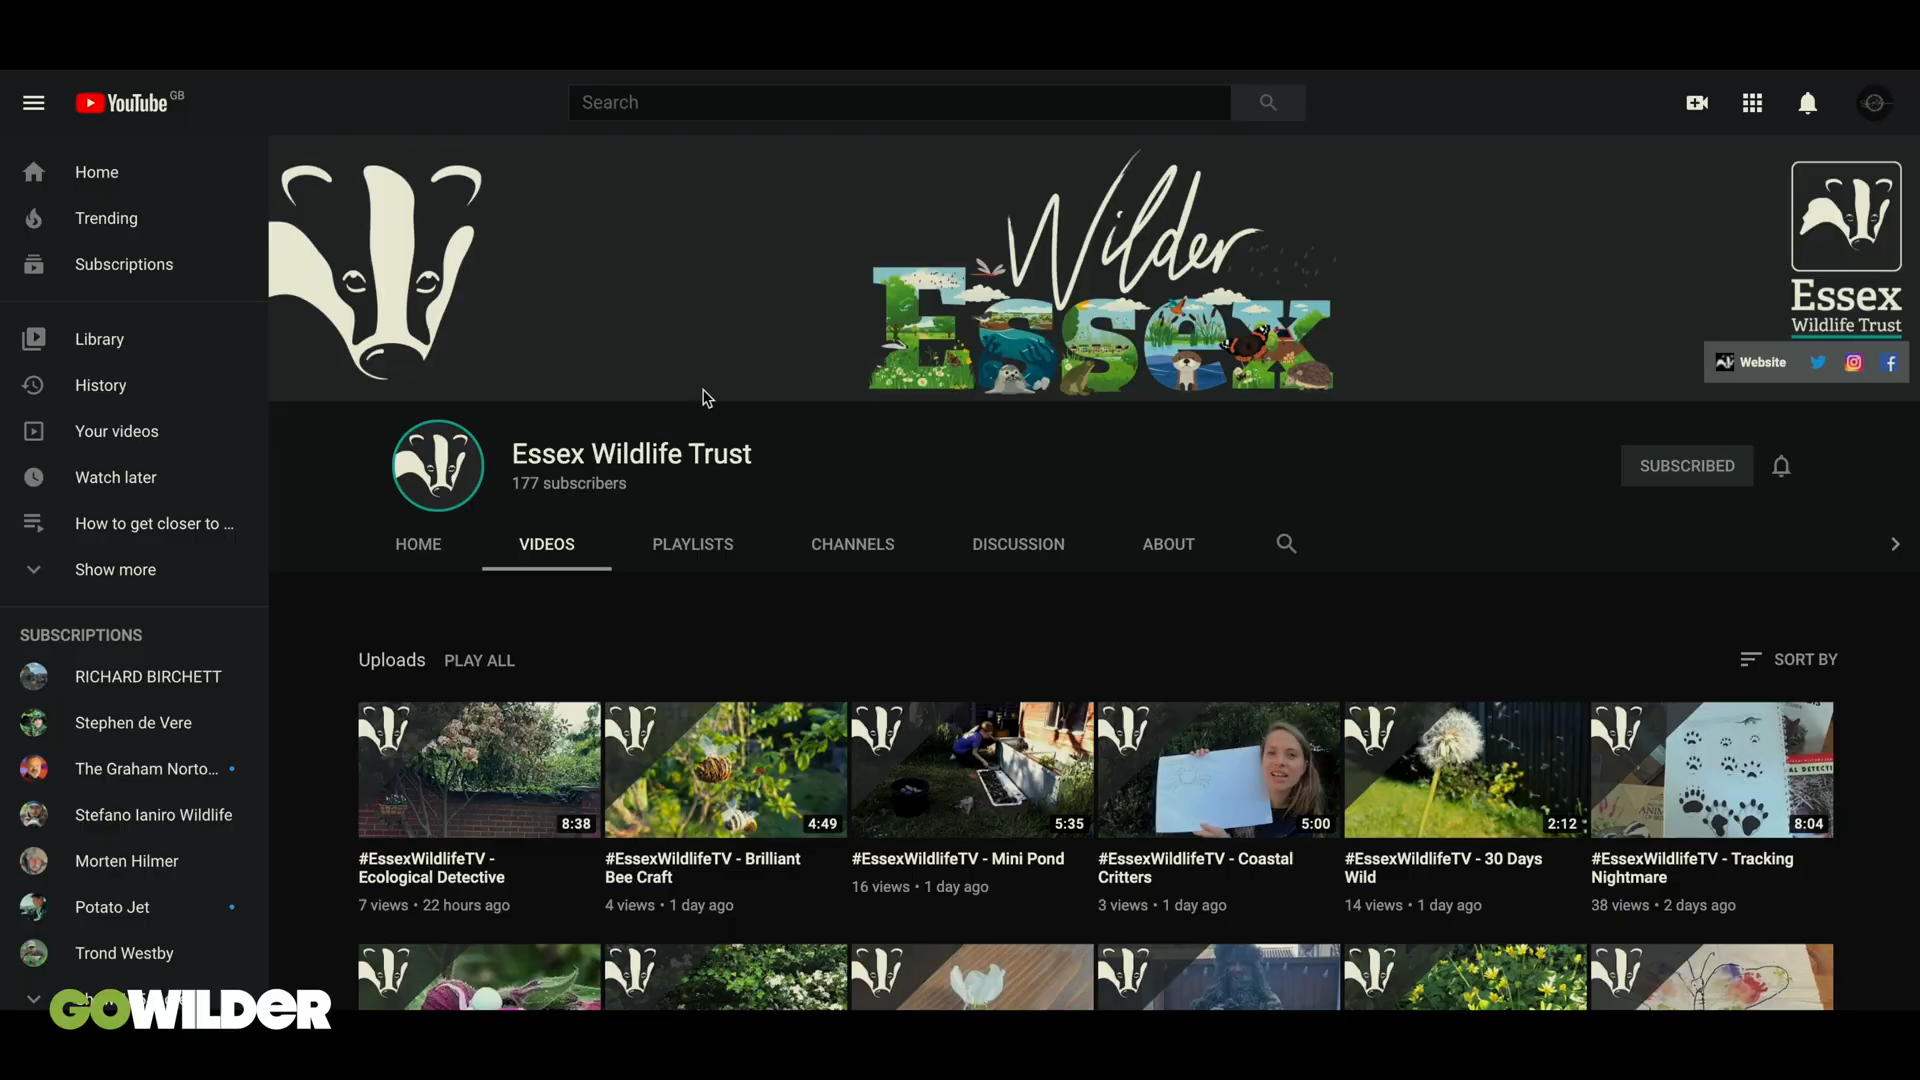 YouTube GB
Search
Home
Trending
Subscriptions
Library
History
Your videos
Watch later
How to get closer to ...
Show more
SUBSCRIPTIONS
RICHARD BIRCHETT
Stephen de Vere
The Graham Norto...
Stefano Ianiro Wildlife
Morten Hilmer
Potato Jet
Trond Westby
GOWILDER
Wilder
Essex
Essex
Wildlife Trust
Website
Essex Wildlife Trust
177 subscribers
SUBSCRIBED
HOME VIDEOS PLAYLISTS CHANNELS DISCUSSION ABOUT
Uploads PLAY ALL
SORT BY
8:38
4:49
5:35
5:00
2:12
8:04
#EssexWildlifeTV -
Ecological Detective
7 views • 22 hours ago
#EssexWildlifeTV - Brilliant
Bee Craft
4 views • 1 day ago
#EssexWildlifeTV - Mini Pond
16 views • 1 day ago
#EssexWildlifeTV - Coastal
Critters
3 views • 1 day ago
#EssexWildlifeTV - 30 Days
Wild
14 views • 1 day ago
#EssexWildlifeTV - Tracking
Nightmare
38 views • 2 days ago